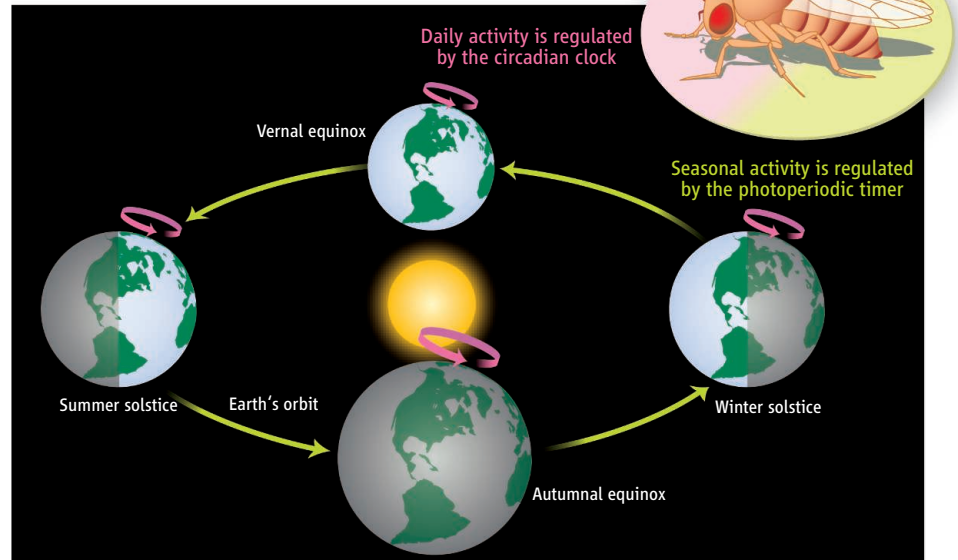 Daily activity is regulated
by the circadian clock
Vernal equinox
Seasonal activity is regulated
by the photoperiodic timer
Summer solstice
Earth‘s orbit
Winter solstice
Autumnal equinox